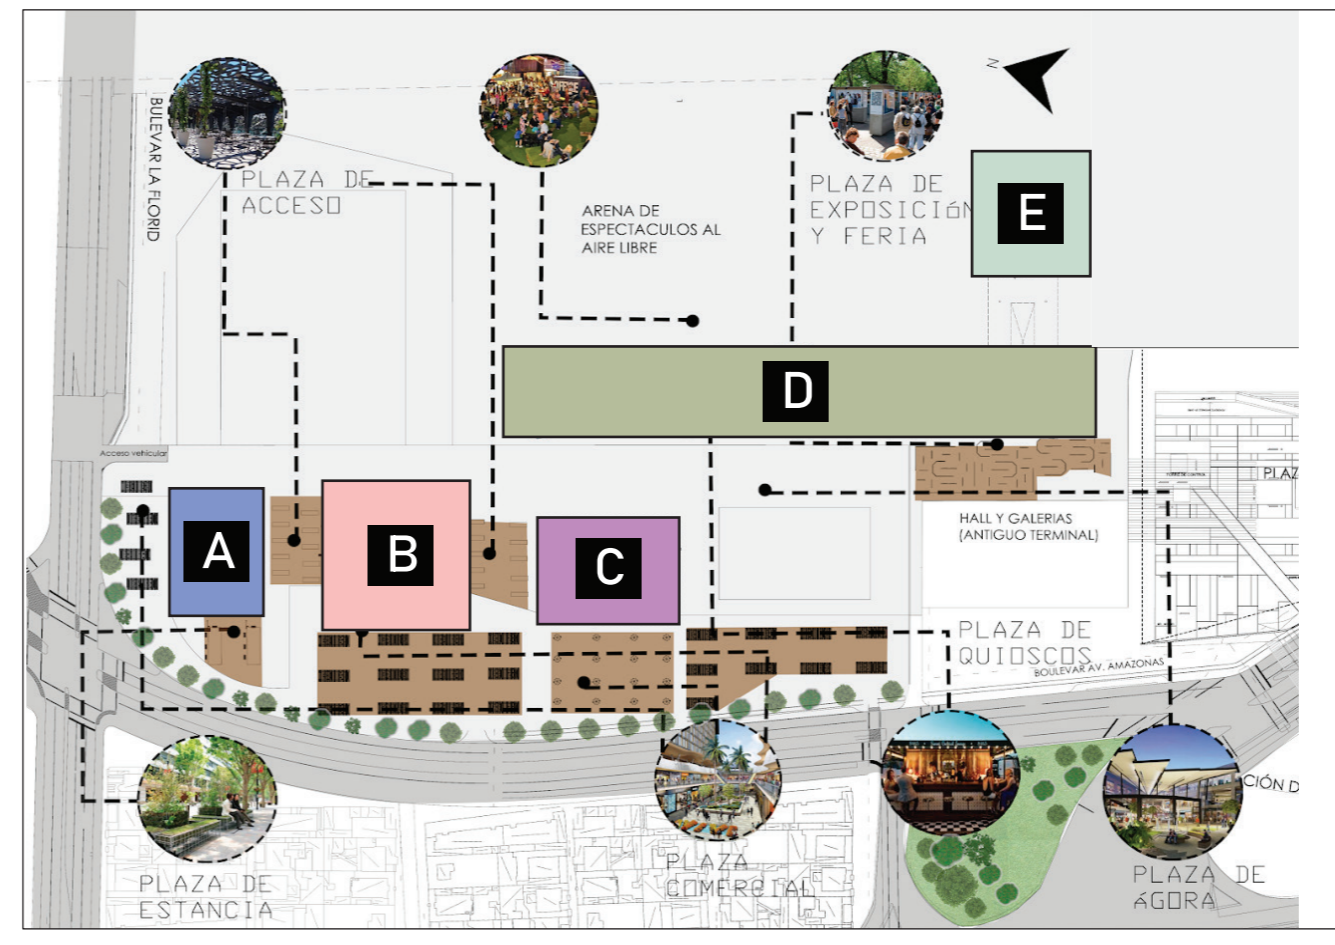 BULEVAR LA FLORID
PLAZA DE
ACCESO
ARENA DE
ESPECTACULOS AL
AIRE LIBRE
PLAZA DE
EXPOSICIóN
Y FERIA
N
E
D
Acceso vehicular
A
B
C
HALL Y GALERIAS
(ANTIGUO TERMINAL)
PLAZ
PLAZA DE
QUIOSCOS
BOULEVAR AV. AMAZONAS
CIÓN D
PLAZA DE
ESTANCIA
PLAZA
COMERCIAL
PLAZA DE
áGORA